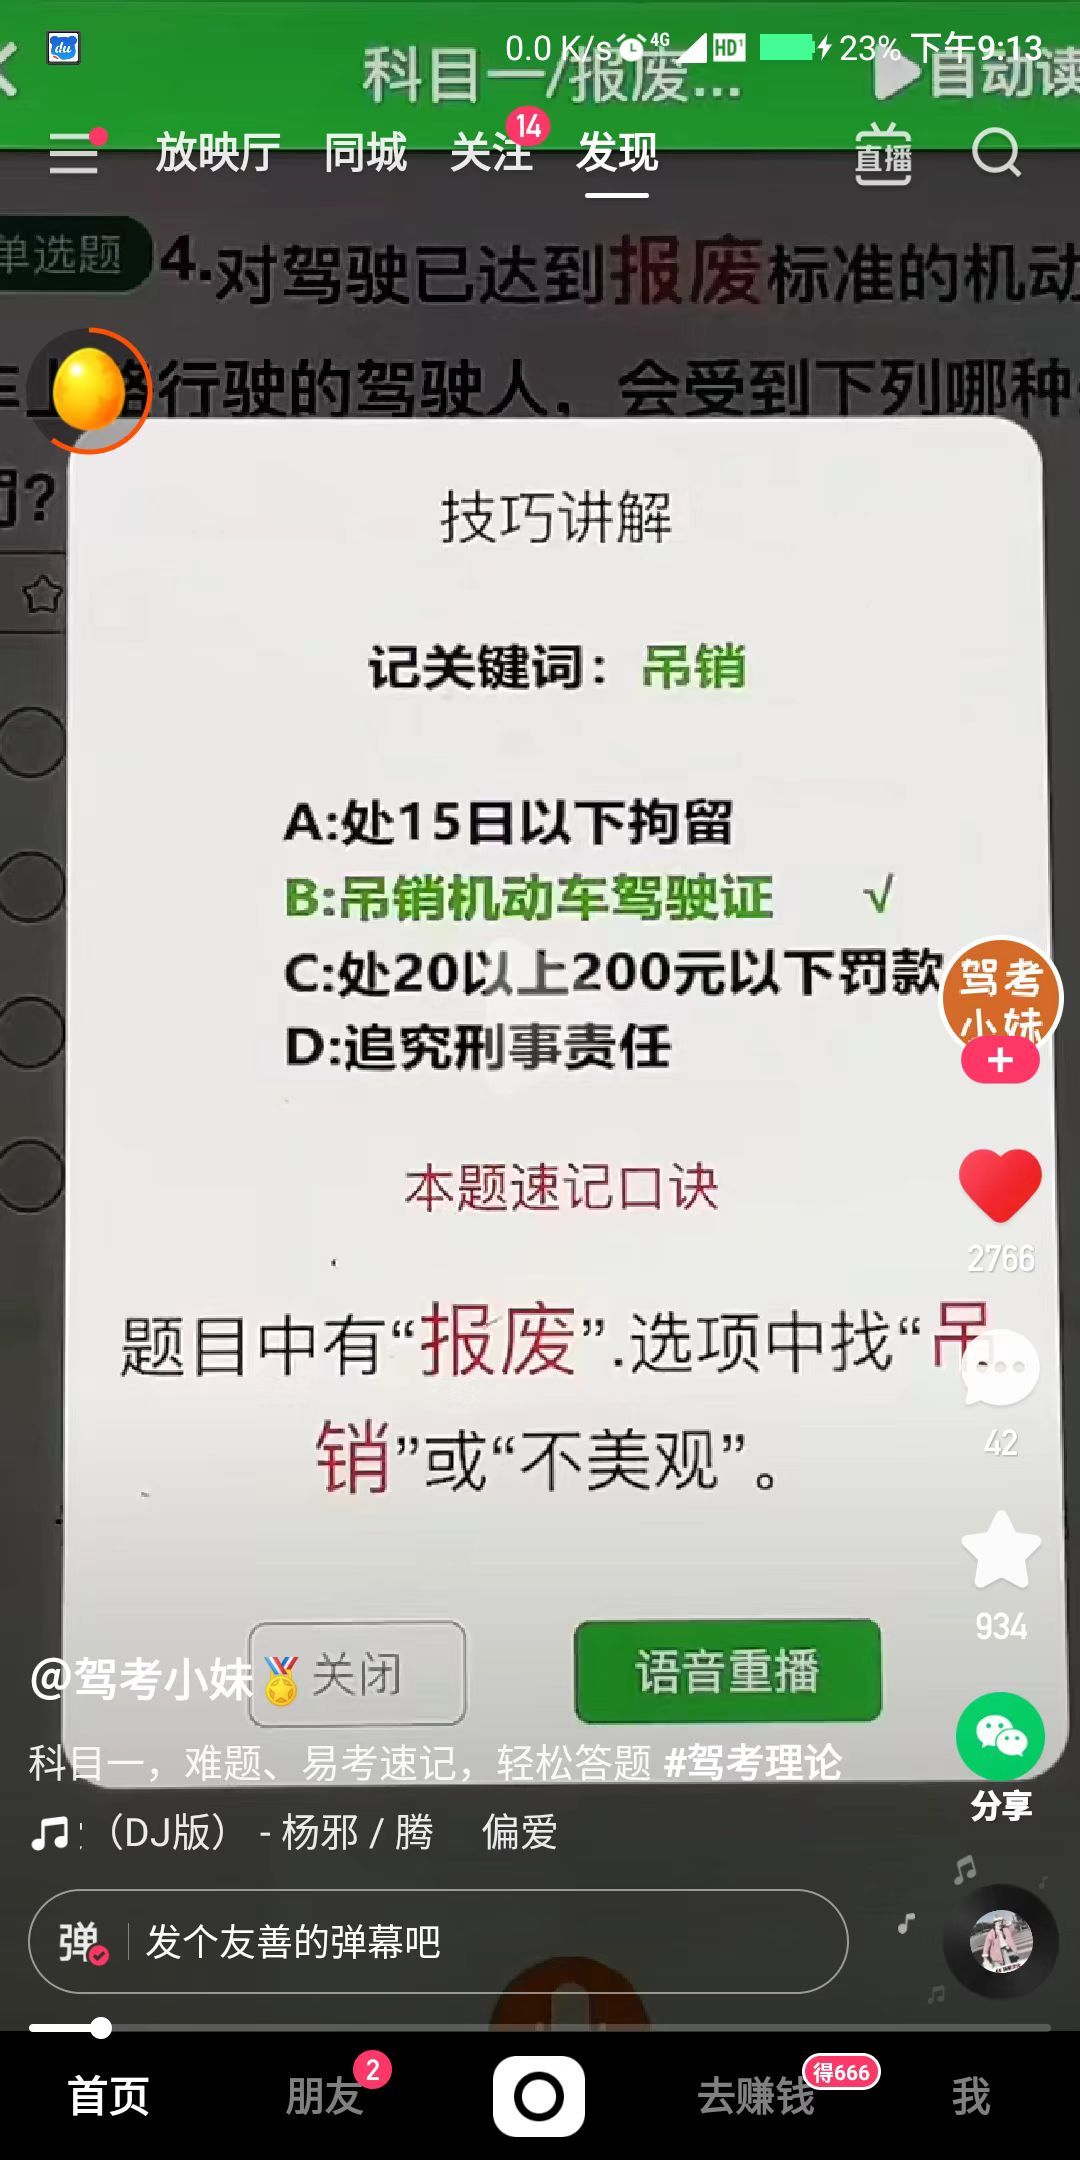 du 0.0 K/s 4G HD 23% 下午9:13
科目一/报废... 自动读
放映厅 同城 关注 14 发现 直播
单选题 4.对驾驶已达到报废标准的机动
路行驶的驾驶人，会受到下列哪种
?
技巧讲解
记关键词：吊销
A:处15日以下拘留
B:吊销机动车驾驶证 √
C:处20以上200元以下罚款
D:追究刑事责任
驾考
小妹
2766
本题速记口诀
题目中有“报废”.选项中找“吊
销”或“不美观”。
42
934
关闭 语音重播
@驾考小妹
科目一，难题、易考速记，轻松答题 #驾考理论
分享
（DJ版） - 杨邪 / 腾 偏爱
弹 发个友善的弹幕吧
首页 朋友 2 去赚钱 得666 我